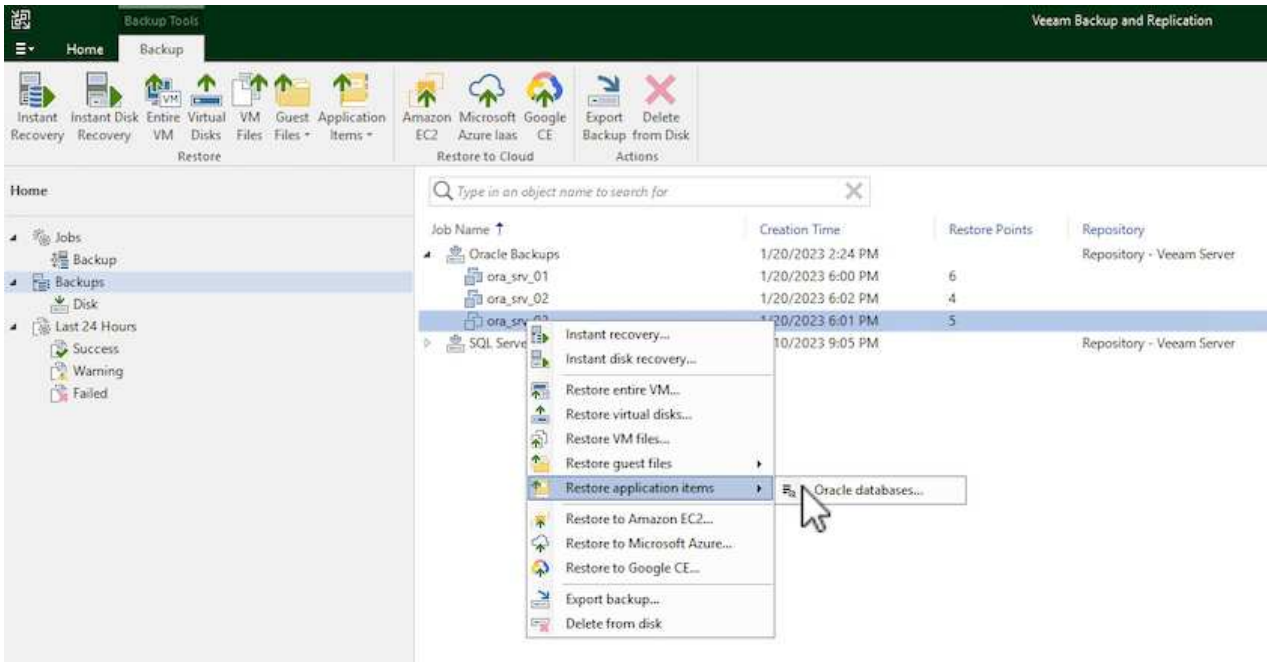 Backup Tools
Veeam Backup and Replication
Home Backup
Instant Recovery
Instant Disk Recovery
Entire VM
Virtual Disks
VM Files
Guest Files
Application Items
Restore
Amazon EC2
Microsoft Azure Iaas
Google CE
Restore to Cloud
Export Backup
Delete from Disk
Actions
Home
Jobs
Backup
Backups
Disk
Last 24 Hours
Success
Warning
Failed
Type in an object name to search for
Job Name Creation Time Restore Points Repository
Oracle Backups 1/20/2023 2:24 PM Repository - Veeam Server
ora_srv_01 1/20/2023 6:00 PM 6
ora_srv_02 1/20/2023 6:02 PM 4
1/20/2023 6:01 PM 5
SQL 10/2023 9:05 PM Repository - Veeam Server
Instant recovery...
Instant disk recovery...
Restore entire VM...
Restore virtual disks...
Restore VM files...
Restore guest files
Restore application items
Oracle databases...
Restore to Amazon EC2...
Restore to Microsoft Azure...
Restore to Google CE...
Export backup...
Delete from disk